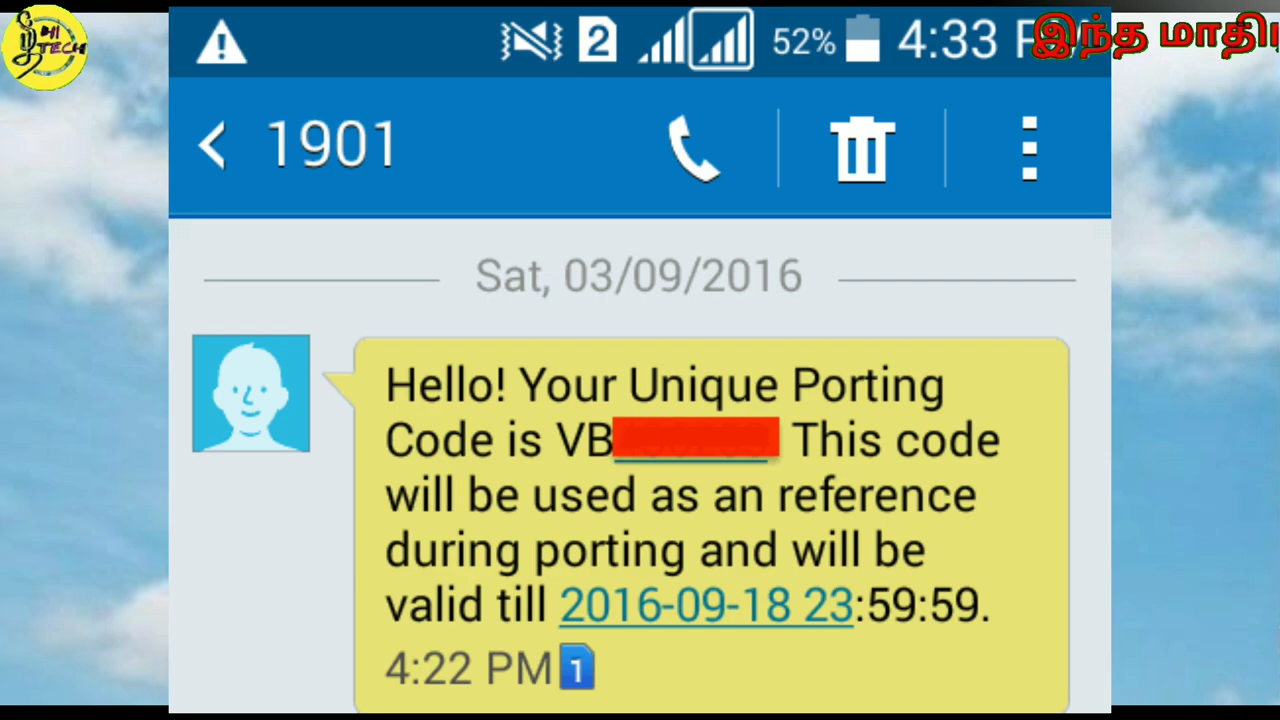 HI
TECH
2 52% 4:33 P
இந்த மாதி
1901
Sat, 03/09/2016
Hello! Your Unique Porting
Code is VB This code
will be used as an reference
during porting and will be
valid till 2016-09-18 23:59:59.
4:22 PM 1